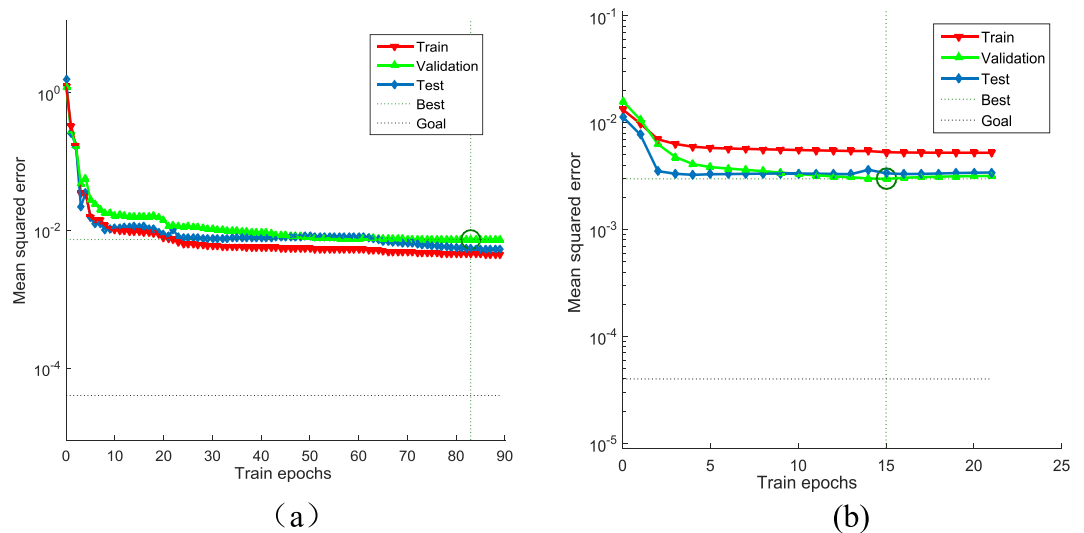 Train
Validation
Test
Best
Goal
10^0
10^-2
10^-4
Mean squared error
0 10 20 30 40 50 60 70 80 90
Train epochs
(a)
Train
Validation
Test
Best
Goal
10^-1
10^-2
10^-3
10^-4
10^-5
Mean squared error
0 5 10 15 20 25
Train epochs
(b)